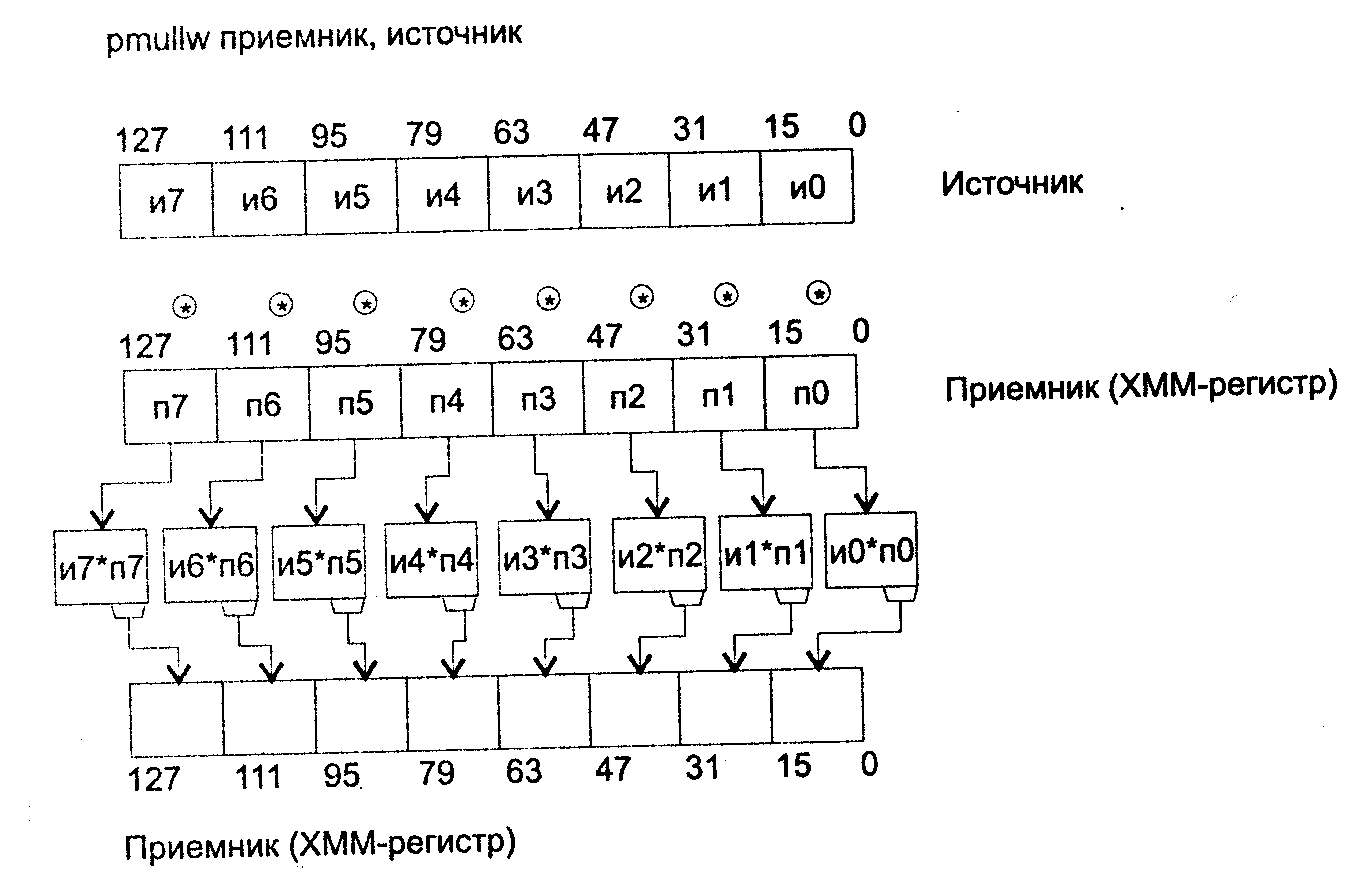 pmullw приемник, источник
127 111 95 79 63 47 31 15 0
и7 и6 и5 и4 и3 и2 и1 и0
Источник
* * * * * * * *
127 111 95 79 63 47 31 15 0
п7 п6 п5 п4 п3 п2 п1 п0
Приемник (XMM-регистр)
и7*п7 и6*п6 и5*п5 и4*п4 и3*п3 и2*п2 и1*п1 и0*п0
127 111 95 79 63 47 31 15 0
Приемник (XMM-регистр)